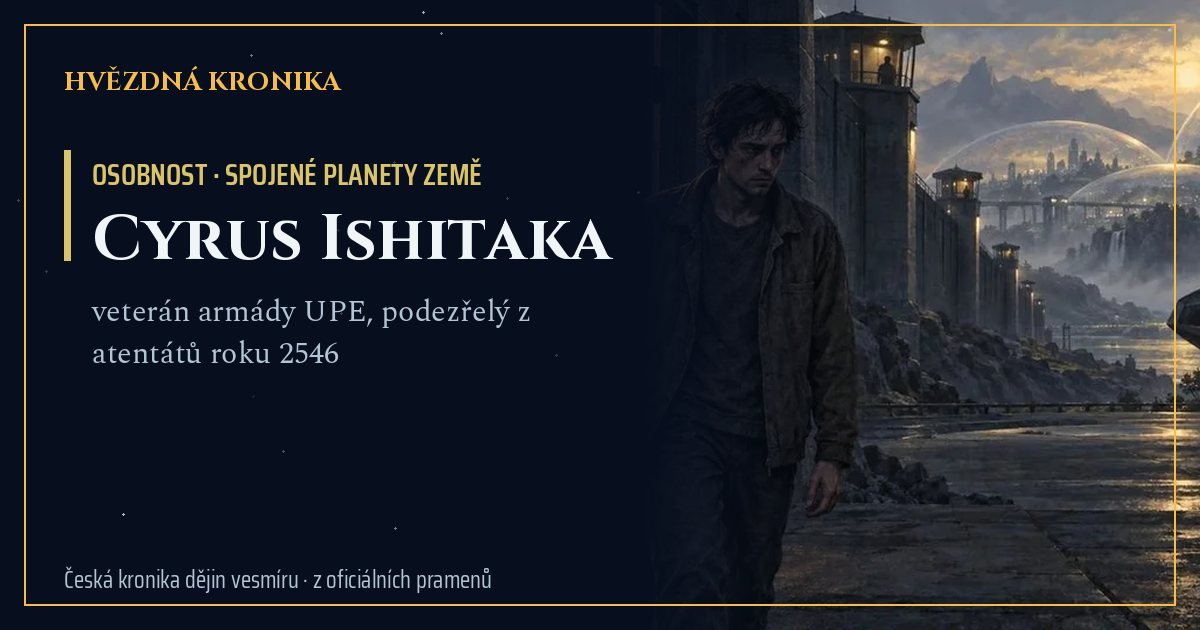 HVĚZDNÁ KRONIKA
OSOBNOST · SPOJENÉ PLANETY ZEMĚ
CYRUS ISHITAKA
veterán armády UPE, podezřelý z
atentátů roku 2546
Česká kronika dějin vesmíru · z oficiálních pramenů